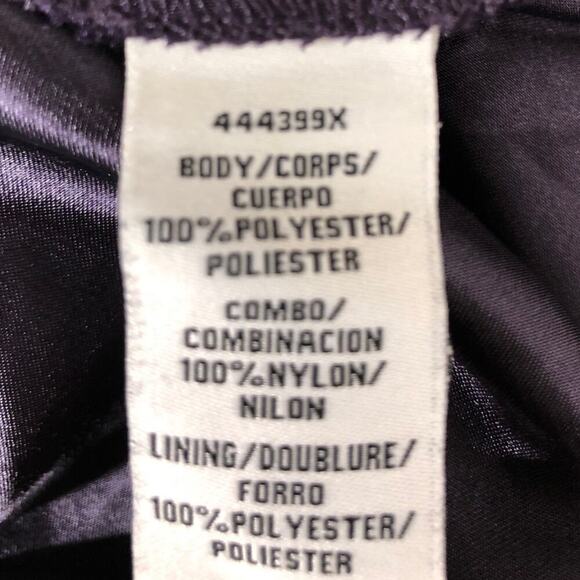 444399X
BODY/CORPS/
CUERPO
100%POLYESTER/
POLIESTER
COMBO/
COMBINACION
100%NYLON/
NILON
LINING/DOUBLURE/
FORRO
100%POLYESTER/
POLIESTER